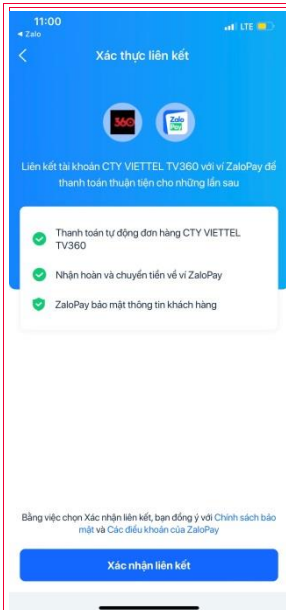 11:00
LTE
◄ Zalo
Xác thực liên kết
360
Zalo
Pay
Liên kết tài khoản CTY VIETTEL TV360 với ví ZaloPay để
thanh toán thuận tiện cho những lần sau
Thanh toán tự động đơn hàng CTY VIETTEL
TV360
Nhận hoàn và chuyển tiền về ví ZaloPay
ZaloPay bảo mật thông tin khách hàng
Bằng việc chọn Xác nhận liên kết, bạn đồng ý với Chính sách bảo
mật và Các điều khoản của ZaloPay
Xác nhận liên kết